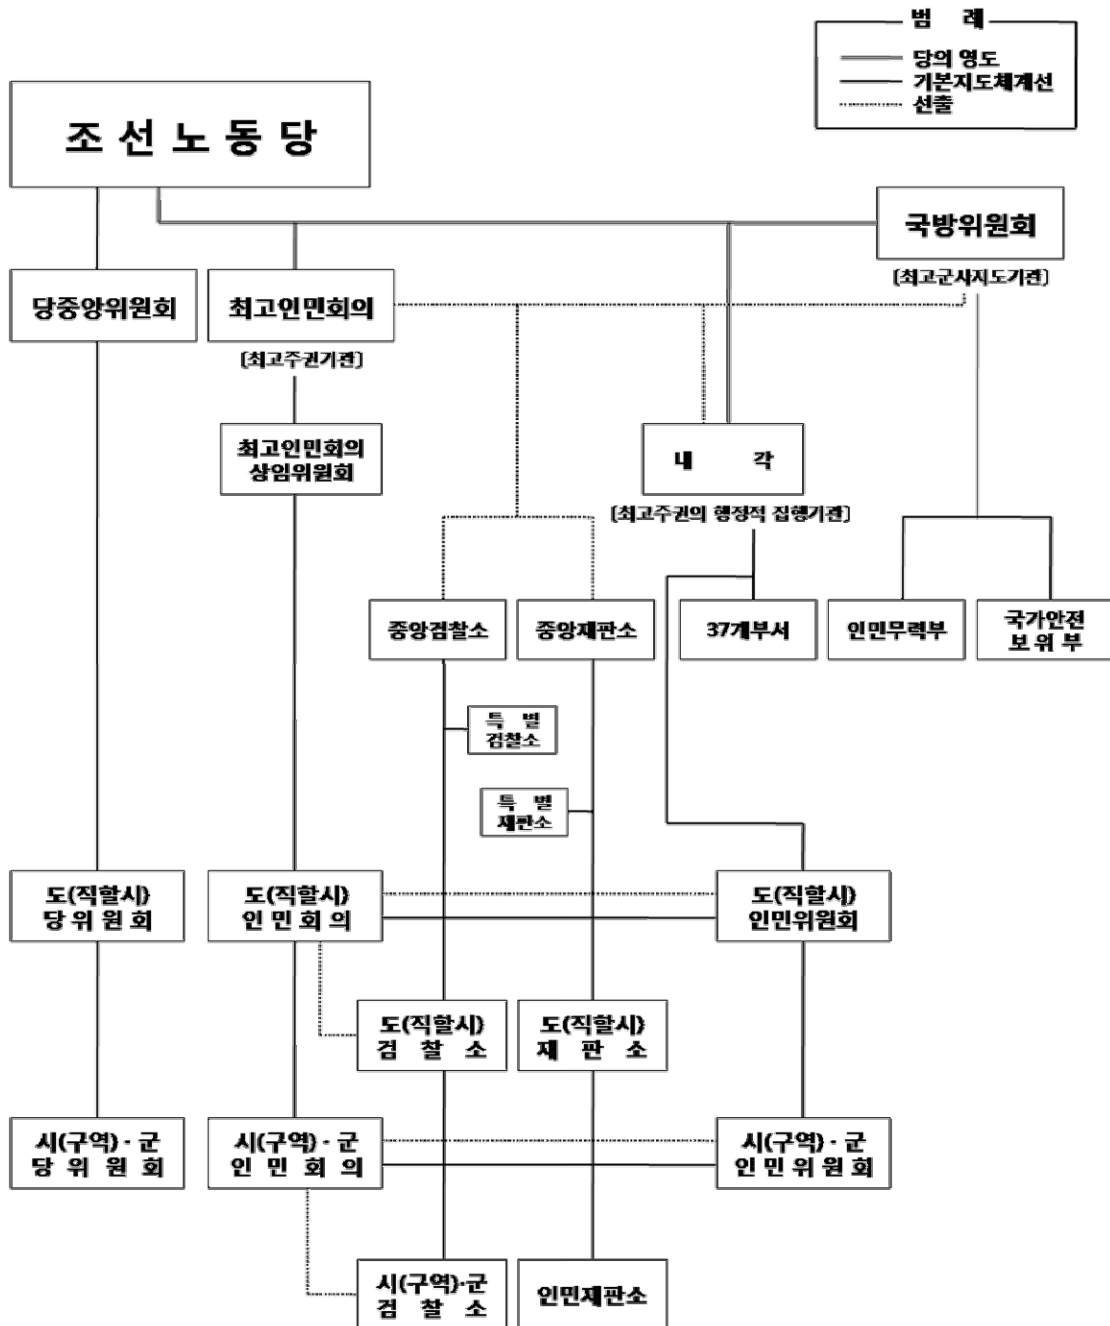 범 례
당의 영도
기본지도체계선
선출
조선노동당
국방위원회
[최고군사지도기관]
당중앙위원회
최고인민회의
[최고주권기관]
최고인민회의
상임위원회
내 각
[최고주권의 행정적 집행기관]
중앙검찰소
중앙재판소
37개부서
인민무력부
국가안전
보위부
특 별
검찰소
특 별
재판소
도(직할시)
당위원회
도(직할시)
인민회의
도(직할시)
인민위원회
도(직할시)
검 찰 소
도(직할시)
재 판 소
시(구역)·군
당위원회
시(구역)·군
인민회의
시(구역)·군
인민위원회
시(구역)·군
검 찰 소
인민재판소